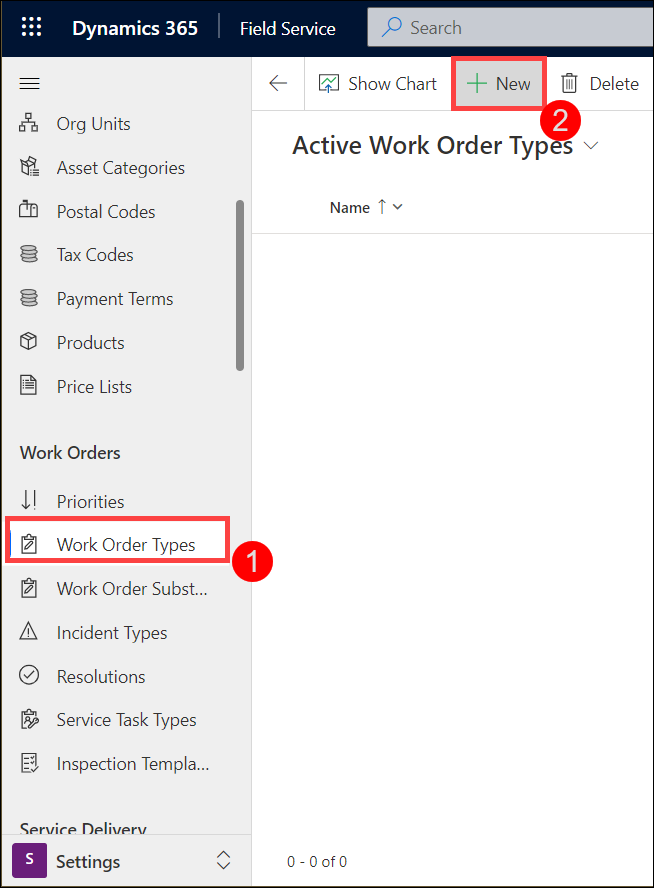 Dynamics 365 Field Service Search
Show Chart New Delete
2
Org Units
Asset Categories
Postal Codes
Tax Codes
Payment Terms
Products
Price Lists
Work Orders
Priorities
Work Order Types
1
Work Order Subst...
Incident Types
Resolutions
Service Task Types
Inspection Templa...
Service Delivery
S Settings
Active Work Order Types
Name
0 - 0 of 0